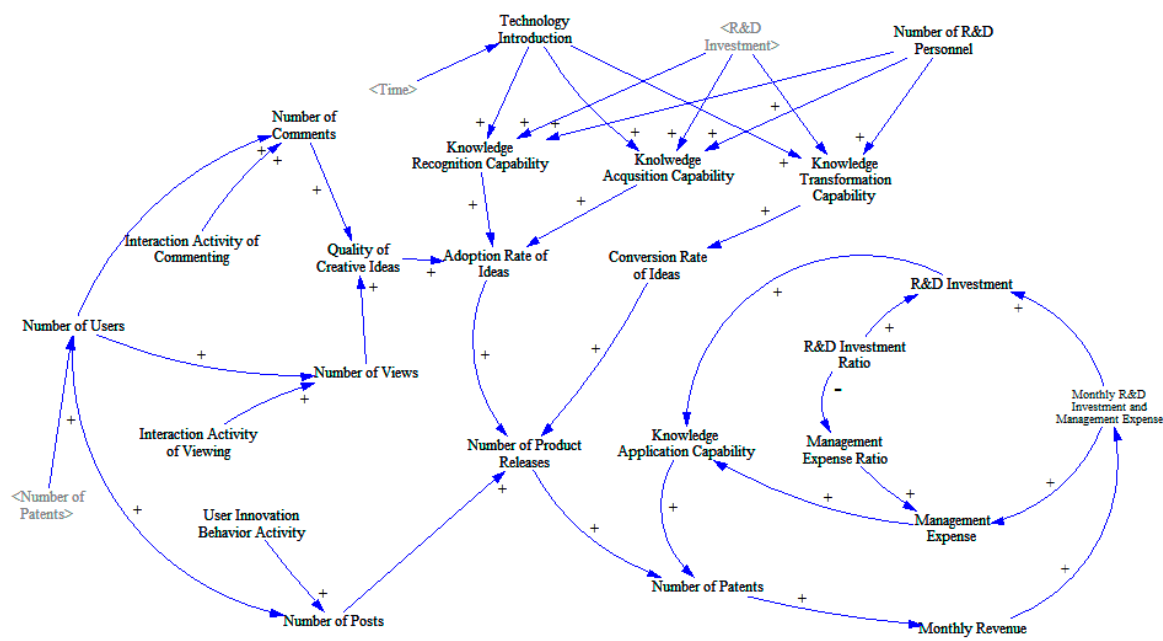 Technology
Introduction
<R&D
Investment>
Number of R&D
Personnel
<Time>
Number of
Comments
+
+
+
+
+
+
+
+
+
+
+
+
Knowledge
Recognition Capability
Knolwedge
Acqusition Capability
Knowledge
Transformation
Capability
+
+
+
+
Interaction Activity of
Commenting
Quality of
Creative Ideas
+
+
Adoption Rate of
Ideas
Conversion Rate
of Ideas
+
R&D Investment
+
+
Number of Users
+
+
+
R&D Investment
Ratio
Number of Views
+
-
Monthly R&D
Investment and
Management Expense
Interaction Activity
of Viewing
+
Number of Product
Releases
Knowledge
Application Capability
Management
Expense Ratio
<Number of
Patents>
+
+
+
+
+
User Innovation
Behavior Activity
+
+
Management
Expense
+
Number of Posts
Number of Patents
+
+
Monthly Revenue